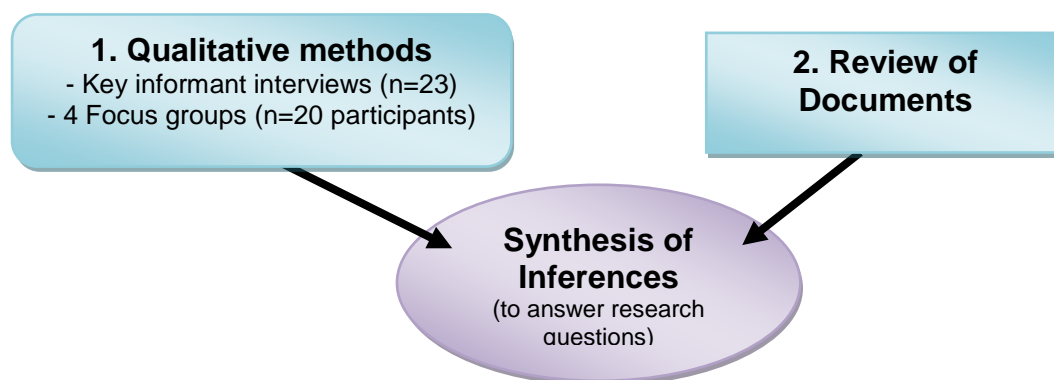 1. Qualitative methods
- Key informant interviews (n=23)
- 4 Focus groups (n=20 participants)
2. Review of
Documents
Synthesis of
Inferences
(to answer research
questions)